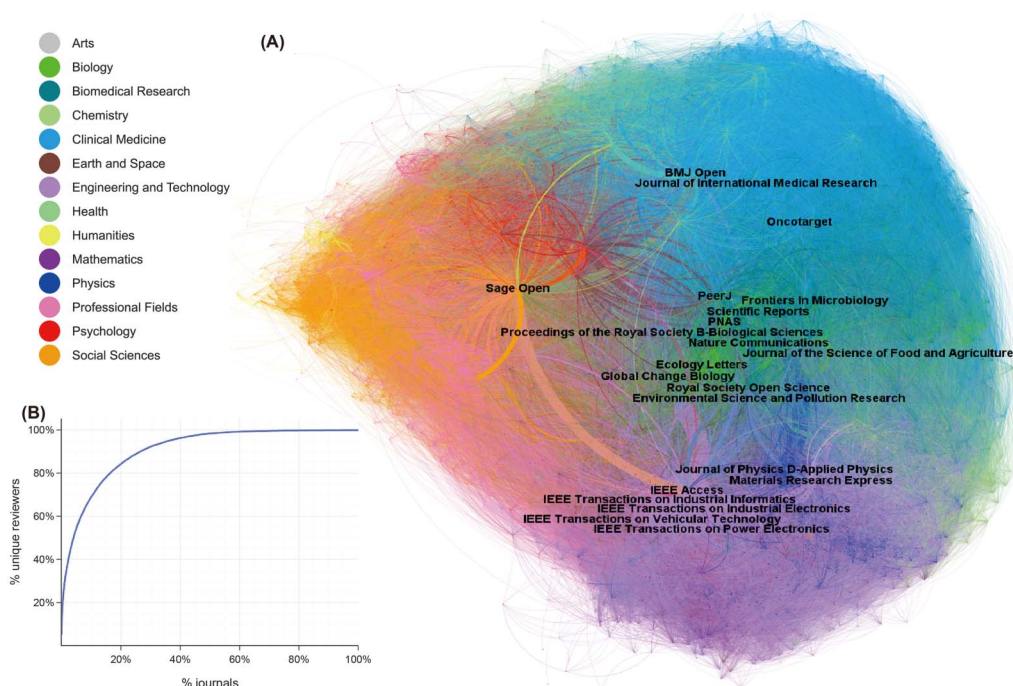 Arts
Biology
Biomedical Research
Chemistry
Clinical Medicine
Earth and Space
Engineering and Technology
Health
Humanities
Mathematics
Physics
Professional Fields
Psychology
Social Sciences
(A)
BMJ Open
Journal of International Medical Research
Oncotarget
Sage Open
PeerJ
Frontiers in Microbiology
Scientific Reports
PNAS
Proceedings of the Royal Society B-Biological Sciences
Nature Communications
Journal of the Science of Food and Agriculture
Ecology Letters
Global Change Biology
Royal Society Open Science
Environmental Science and Pollution Research
Journal of Physics D-Applied Physics
Materials Research Express
IEEE Access
IEEE Transactions on Industrial Informatics
IEEE Transactions on Industrial Electronics
IEEE Transactions on Vehicular Technology
IEEE Transactions on Power Electronics
(B)
100%
80%
60%
40%
20%
% unique reviewers
20%
40%
60%
80%
100%
% journals